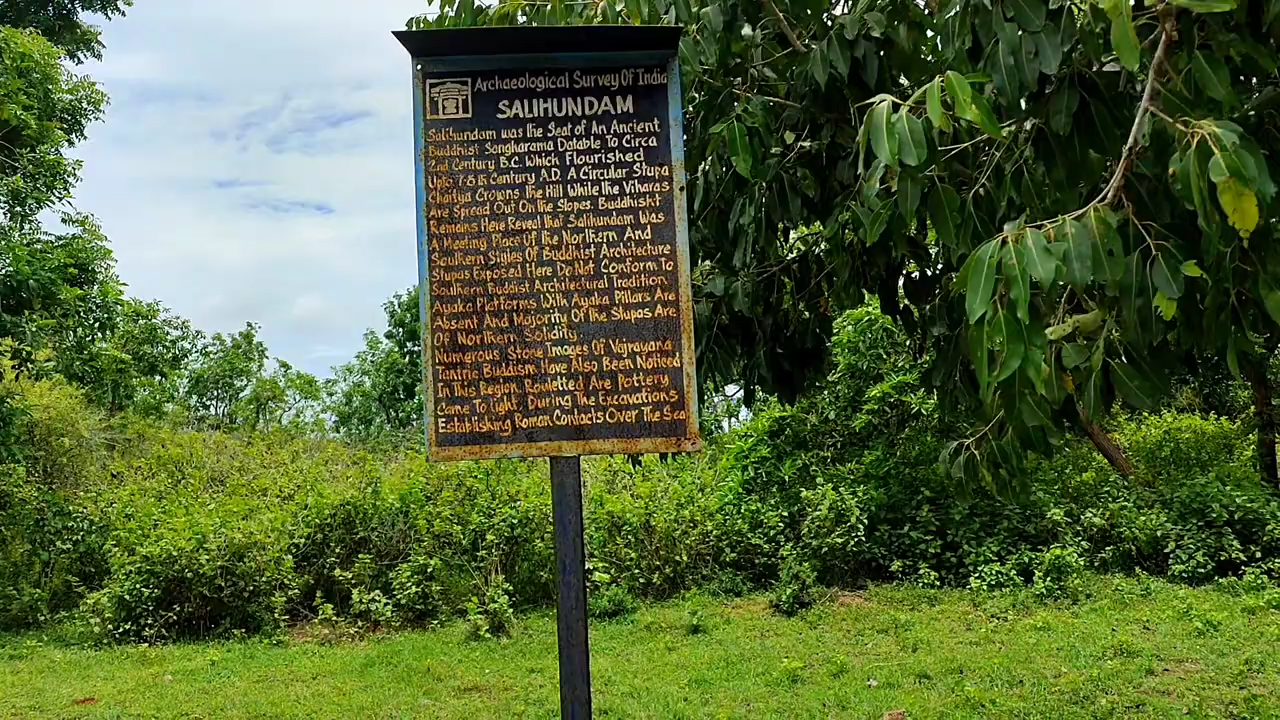 Archaeological Survey Of India
SALIHUNDAM
Salihundam was the Seat of An Ancient
Buddhist Songharama Datable To Circa
2nd Century B.C. Which Flourished
Upto 7-8 th Century A.D. A Circular Stupa
Chaitya Crowns the Hill While the Viharas
Are Spread Out On the Slopes. Buddhiskt
Remains Here Reveal that Salihundam Was
A Meeting Place Of the Northern And
Southern Styles Of Buddhist Architecture
Stupas Exposed Here Do Not Conform To
Southern Buddist Architectural Tradition
Ayaka Platforms With Ayaka Pillars Are
Absent And Majority Of the Stupas Are
Of Northern Solidity
Numerous Stone Images Of Vajrayana
Tantric Buddism Have Also Been Noticed
In This Region. Rouletted Are Pottery
Came To light, During The Excavations
Establishing Roman Contacts Over The Sea